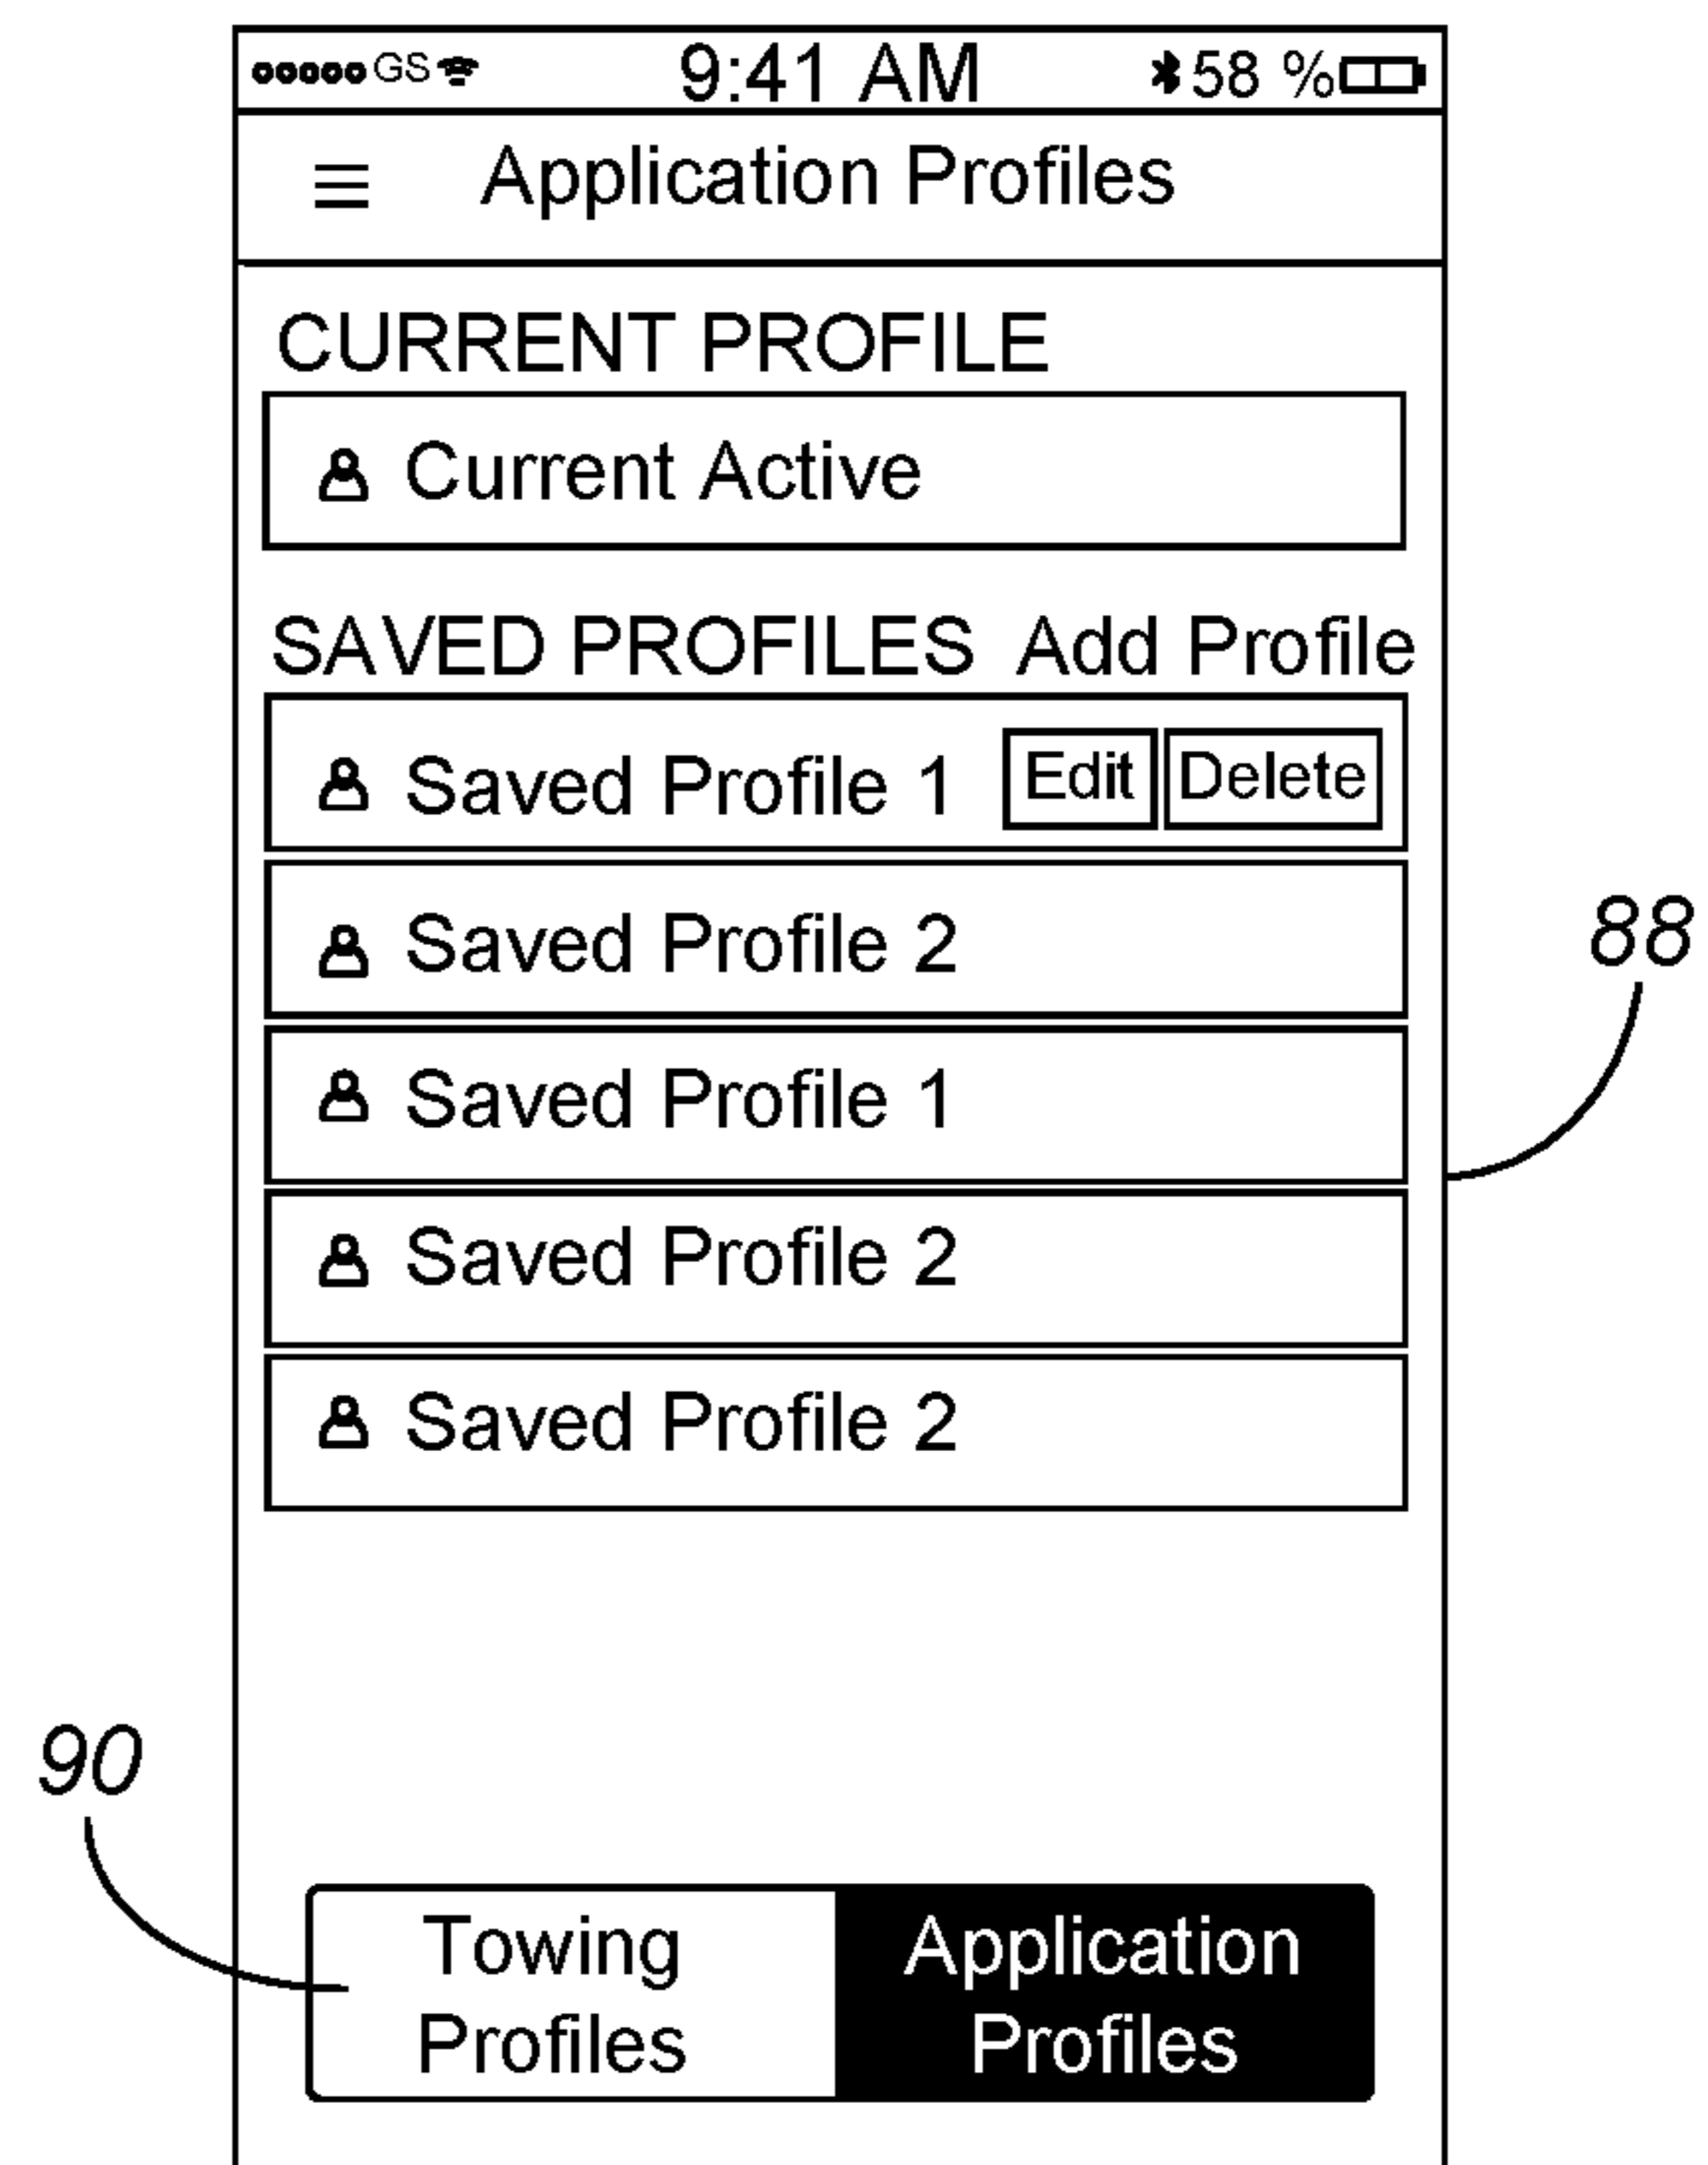 GS 9:41 AM 58 %
Application Profiles
CURRENT PROFILE
Current Active
SAVED PROFILES Add Profile
Saved Profile 1 Edit Delete
Saved Profile 2
88
Saved Profile 1
Saved Profile 2
Saved Profile 2
90
Towing
Profiles
Application
Profiles